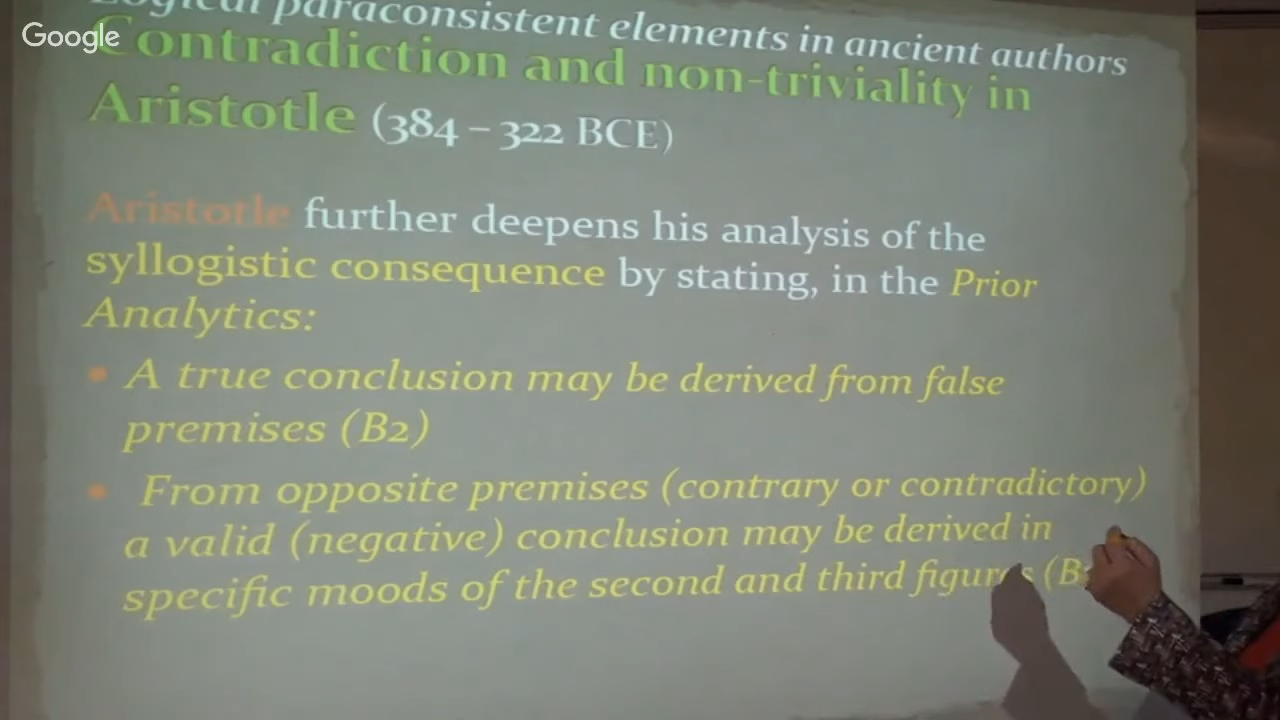 Google
Logical paraconsistent elements in ancient authors
Contradiction and non-triviality in
Aristotle (384 – 322 BCE)
Aristotle further deepens his analysis of the
syllogistic consequence by stating, in the Prior
Analytics:
• A true conclusion may be derived from false
premises (B2)
• From opposite premises (contrary or contradictory)
a valid (negative) conclusion may be derived in
specific moods of the second and third figures